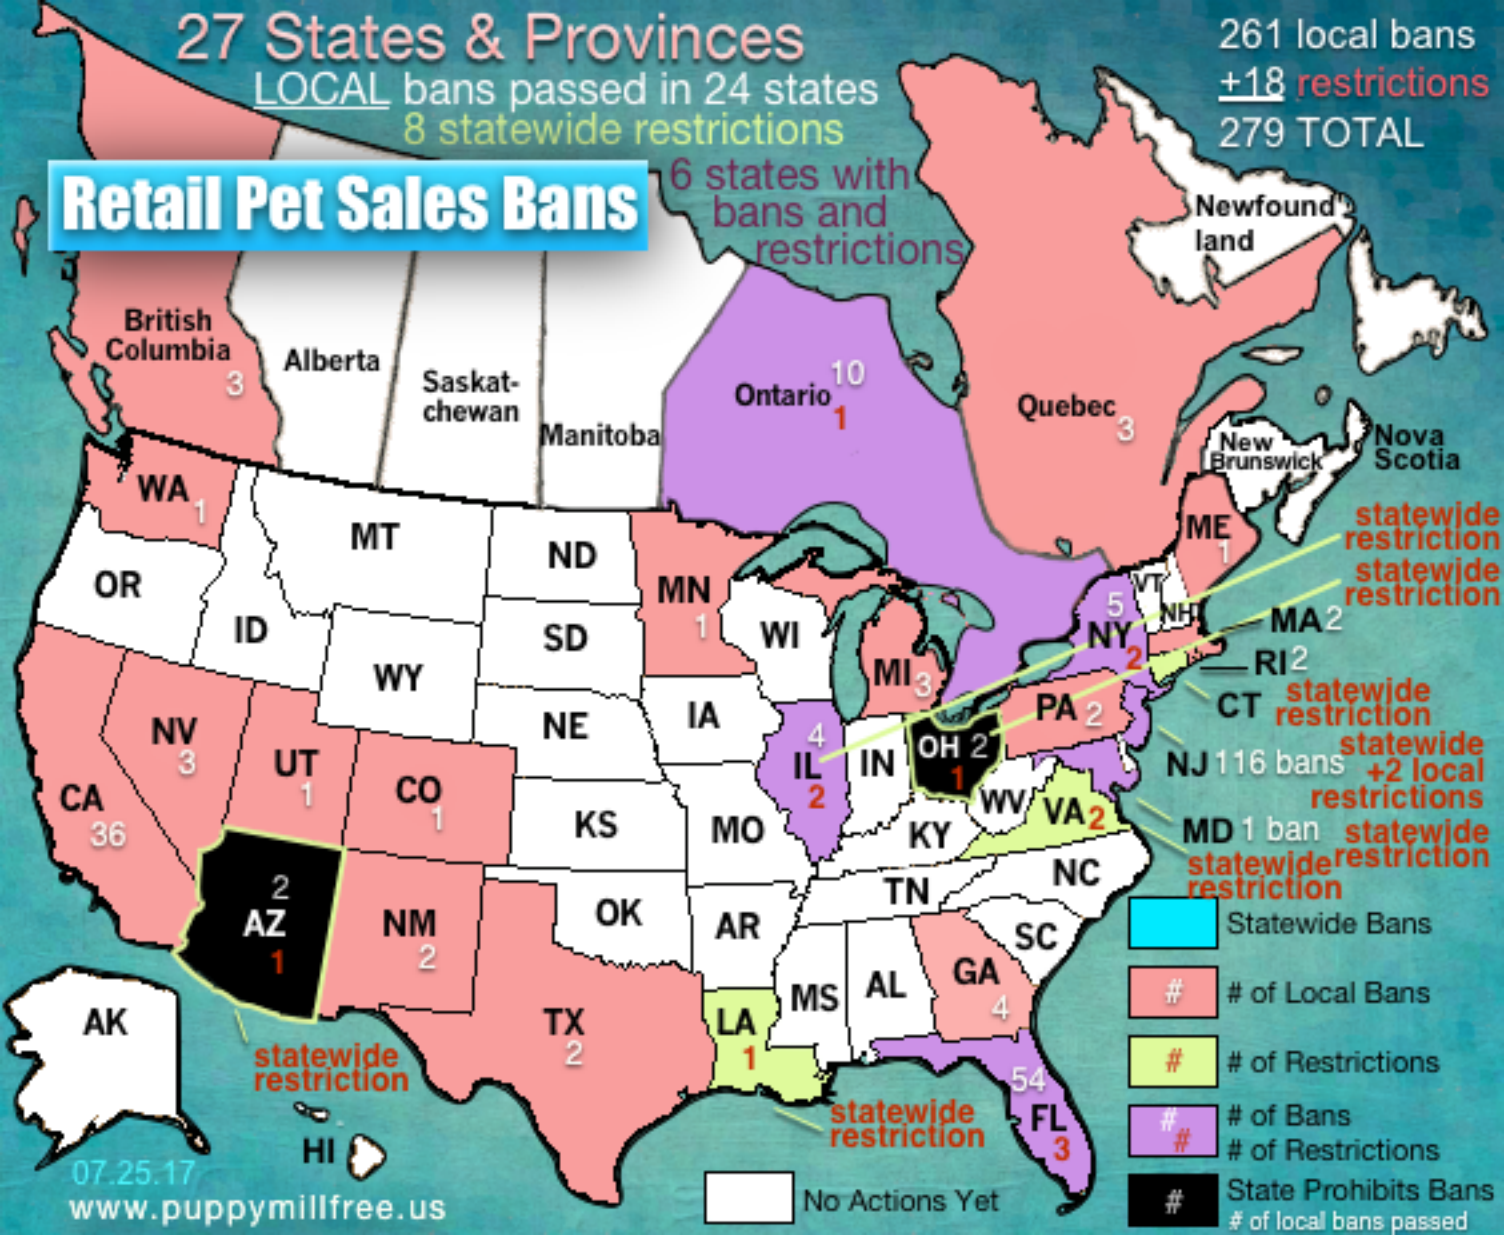 27 States & Provinces
LOCAL bans passed in 24 states
8 statewide restrictions
261 local bans
+18 restrictions
279 TOTAL
Retail Pet Sales Bans
6 states with
bans and
restrictions
Newfound
land
British
Columbia
3
Alberta
Saskat-
chewan
Manitoba
Ontario
10
1
Quebec
3
New
Brunswick
Nova
Scotia
WA
1
MT
ND
MN
1
OR
ID
SD
WI
WY
MI
3
NE
IA
NV
3
UT
1
CO
1
CA
36
KS
MO
4
IL
2
IN
OH 2
1
PA 2
5
NY
2
VT
NH
ME
1
statewide
restriction
statewide
restriction
MA 2
RI 2
CT
statewide
restriction
NJ 116 bans
statewide
+2 local
restrictions
MD 1 ban
statewide
restriction
statewide
restriction
WV
VA 2
KY
NC
TN
SC
2
AZ
1
NM
2
OK
AR
MS
AL
GA
4
TX
2
LA
1
54
FL
3
AK
HI
statewide
restriction
statewide
restriction
Statewide Bans
# # of Local Bans
# # of Restrictions
# # of Bans
# # of Restrictions
# State Prohibits Bans
# of local bans passed
No Actions Yet
07.25.17
www.puppymillfree.us